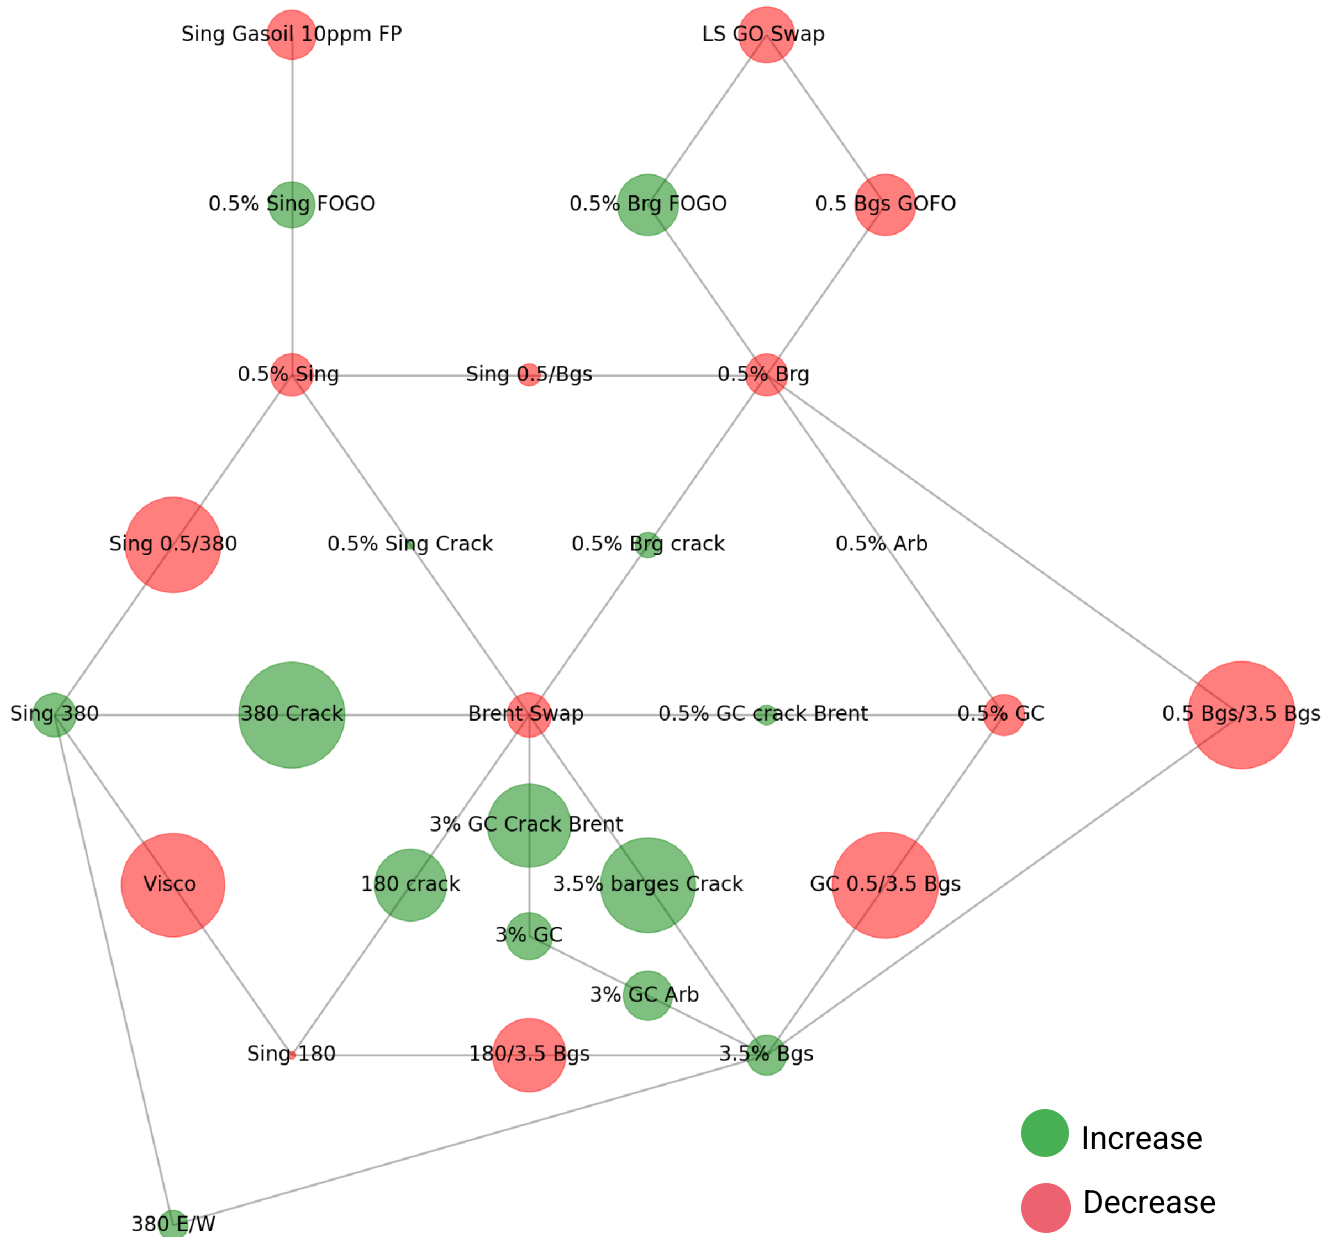 Sing Gasoil 10ppm FP
LS GO Swap
0.5% Sing FOGO
0.5% Brg FOGO
0.5 Bgs GOFO
0.5% Sing
Sing 0.5/Bgs
0.5% Brg
Sing 0.5/380
0.5% Sing Crack
0.5% Brg crack
0.5% Arb
Sing 380
380 Crack
Brent Swap
0.5% GC crack Brent
0.5% GC
0.5 Bgs/3.5 Bgs
3% GC Crack Brent
Visco
180 crack
3.5% barges Crack
GC 0.5/3.5 Bgs
3% GC
3% GC Arb
Sing 180
180/3.5 Bgs
3.5% Bgs
Increase
Decrease
380 E/W